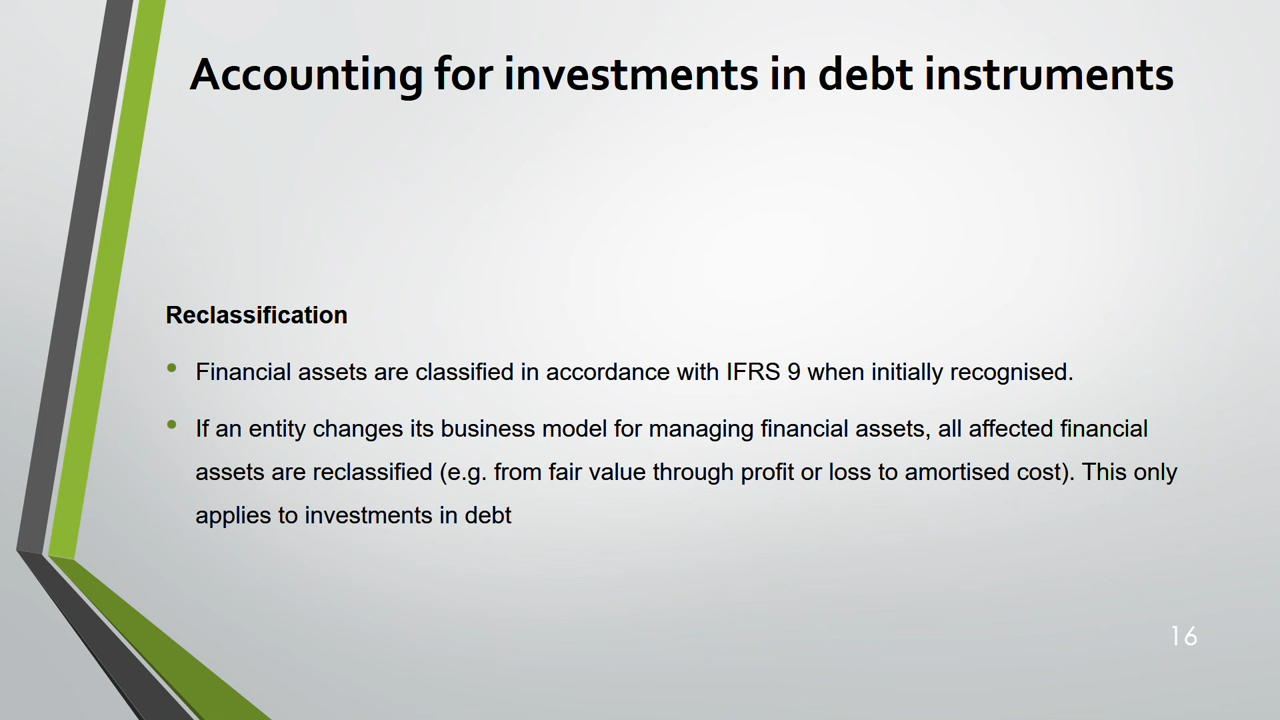 Accounting for investments in debt instruments
Reclassification
• Financial assets are classified in accordance with IFRS 9 when initially recognised.
• If an entity changes its business model for managing financial assets, all affected financial
assets are reclassified (e.g. from fair value through profit or loss to amortised cost). This only
applies to investments in debt
16